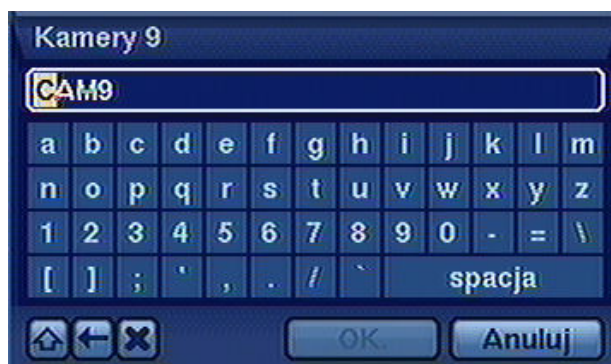 Kamery 9
CAM9
a b c d e f g h i j k l m
n o p q r s t u v w x y z
1 2 3 4 5 6 7 8 9 0 - = \
[ ] ; ' , . / ` spacja
OK. Anuluj